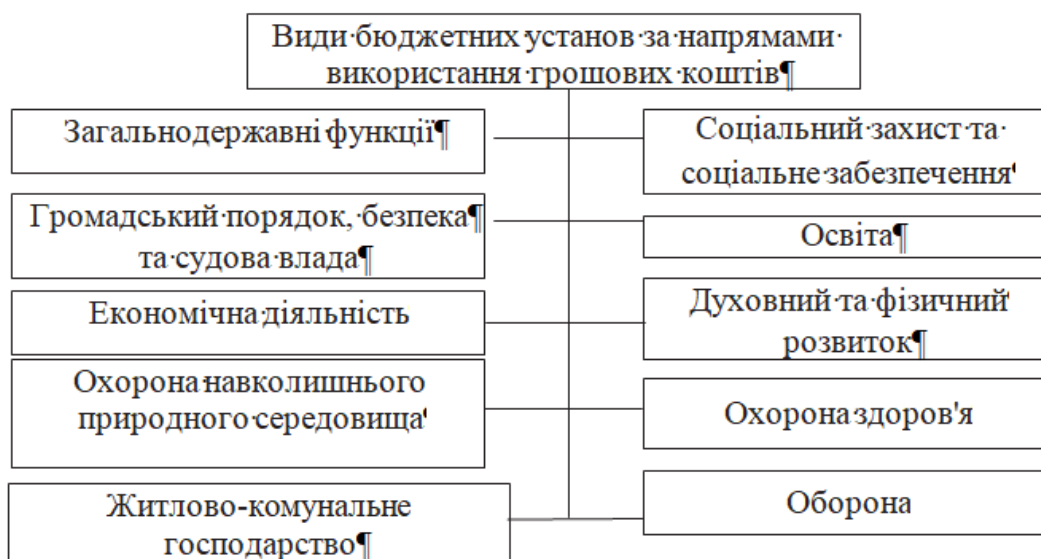 Види бюджетних установ за напрямами
використання грошових коштів¶
Загальнодержавні функції¶
Соціальний захист та
соціальне забезпечення
Громадський порядок, безпека¶
та судова влада¶
Освіта¶
Економічна діяльність
Духовний та фізичний
розвиток¶
Охорона навколишнього
природного середовища
Охорона здоров'я
Житлово-комунальне
господарство¶
Оборона